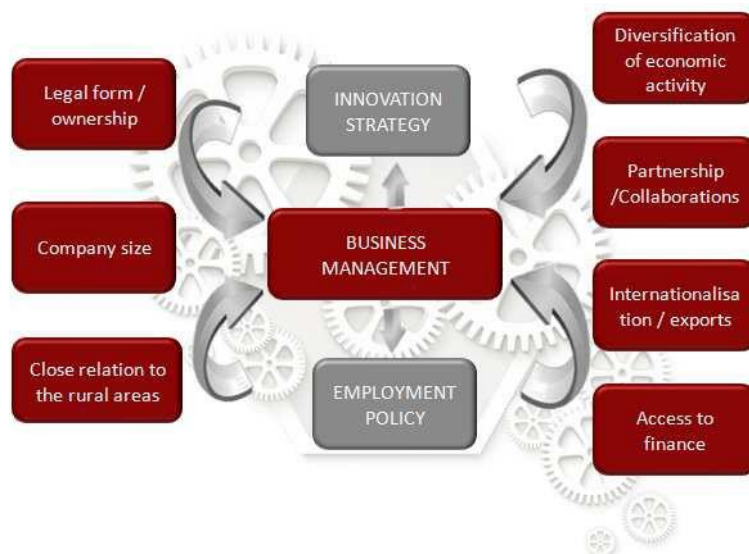 Legal form /
ownership
Company size
Close relation to
the rural areas
INNOVATION
STRATEGY
BUSINESS
MANAGEMENT
EMPLOYMENT
POLICY
Diversification
of economic
activity
Partnership
/Collaborations
Internationalisa
tion / exports
Access to
finance